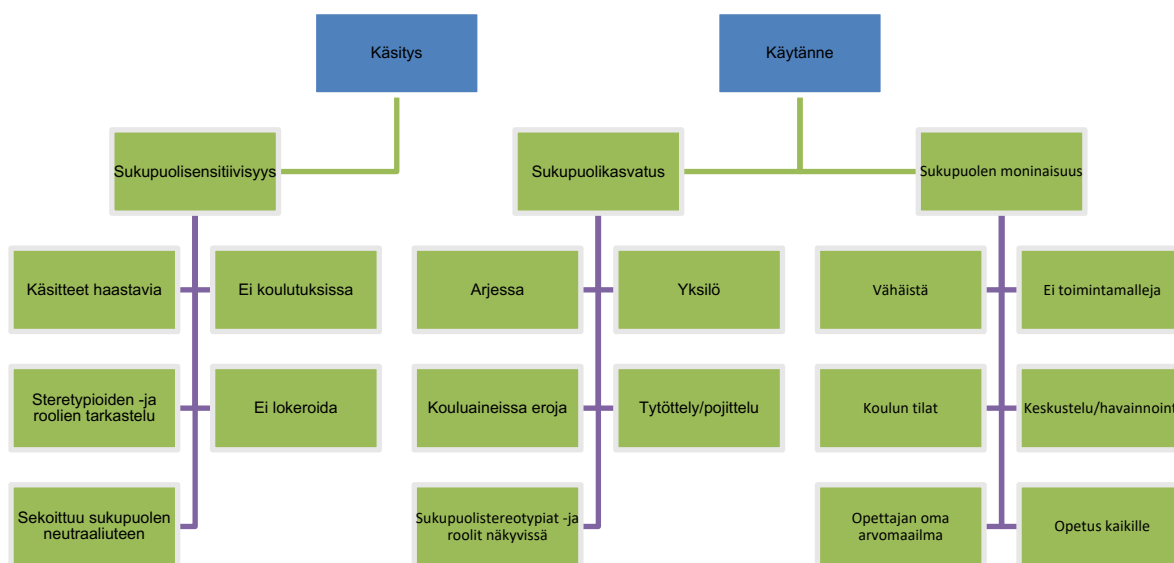 Käsitys
Käytänne
Sukupuolisensitiivisyys
Sukupuolikasvatus
Sukupuolen moninaisuus
Käsitteet haastavia
Ei koulutuksissa
Arjessa
Yksilö
Vähäistä
Ei toimintamalleja
Steretypioiden -ja
roolien tarkastelu
Ei lokeroida
Kouluaineissa eroja
Tytöttely/pojittelu
Koulun tilat
Keskustelu/havainnoint
Sekoittuu sukupuolen
neutraaliuteen
Sukupuolistereotypiat -ja
roolit näkyvissä
Opettajan oma
arvomaailma
Opetus kaikille